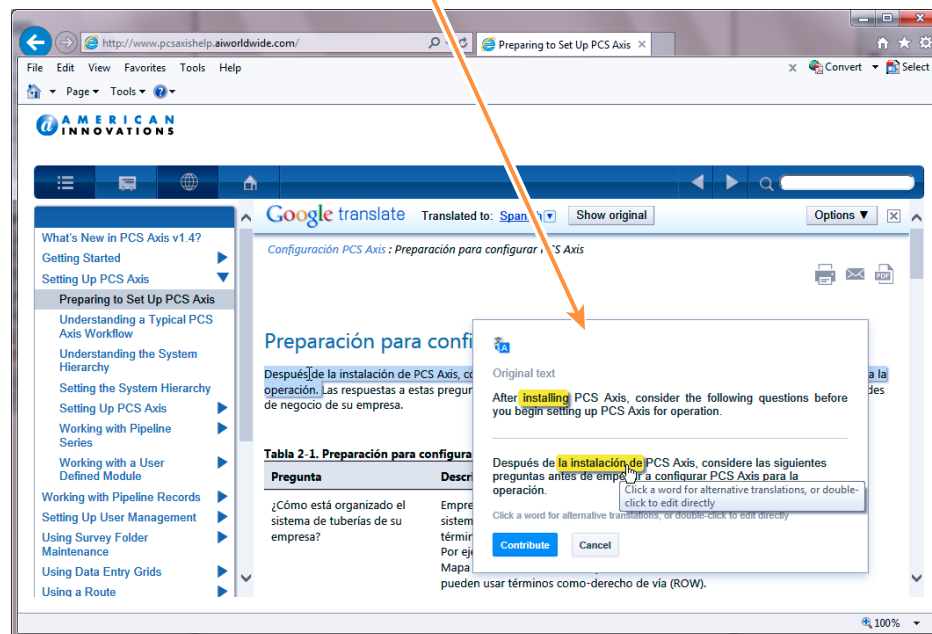 http://www.pcsaxishelp.aiworldwide.com/
Preparing to Set Up PCS Axis
File Edit View Favorites Tools Help
Convert Select
Page Tools
AMERICAN
INNOVATIONS
Google translate Translated to: Spanish Show original Options ▼
What's New in PCS Axis v1.4?
Getting Started
Setting Up PCS Axis
Preparing to Set Up PCS Axis
Understanding a Typical PCS
Axis Workflow
Understanding the System
Hierarchy
Setting the System Hierarchy
Setting Up PCS Axis
Working with Pipeline
Series
Working with a User
Defined Module
Working with Pipeline Records
Setting Up User Management
Using Survey Folder
Maintenance
Using Data Entry Grids
Using a Route
Configuración PCS Axis : Preparación para configurar PCS Axis
PDF
Preparación para confi
Después de la instalación de PCS Axis, co
a la
operación. Las respuestas a estas pregun
des
de negocio de su empresa.
Tabla 2-1. Preparación para configura
Pregunta Descri
¿Cómo está organizado el
sistema de tuberías de su
empresa?
Empre
sistem
términ
Por eje
Mapa
pueden usar términos como-derecho de vía (ROW).
Original text
After installing PCS Axis, consider the following questions before
you begin setting up PCS Axis for operation.
Después de la instalación de PCS Axis, considere las siguientes
preguntas antes de empezar a configurar PCS Axis para la
operación.
Click a word for alternative translations, or double-
click to edit directly
Click a word for alternative translations, or double-click to edit directly
Contribute Cancel
100%